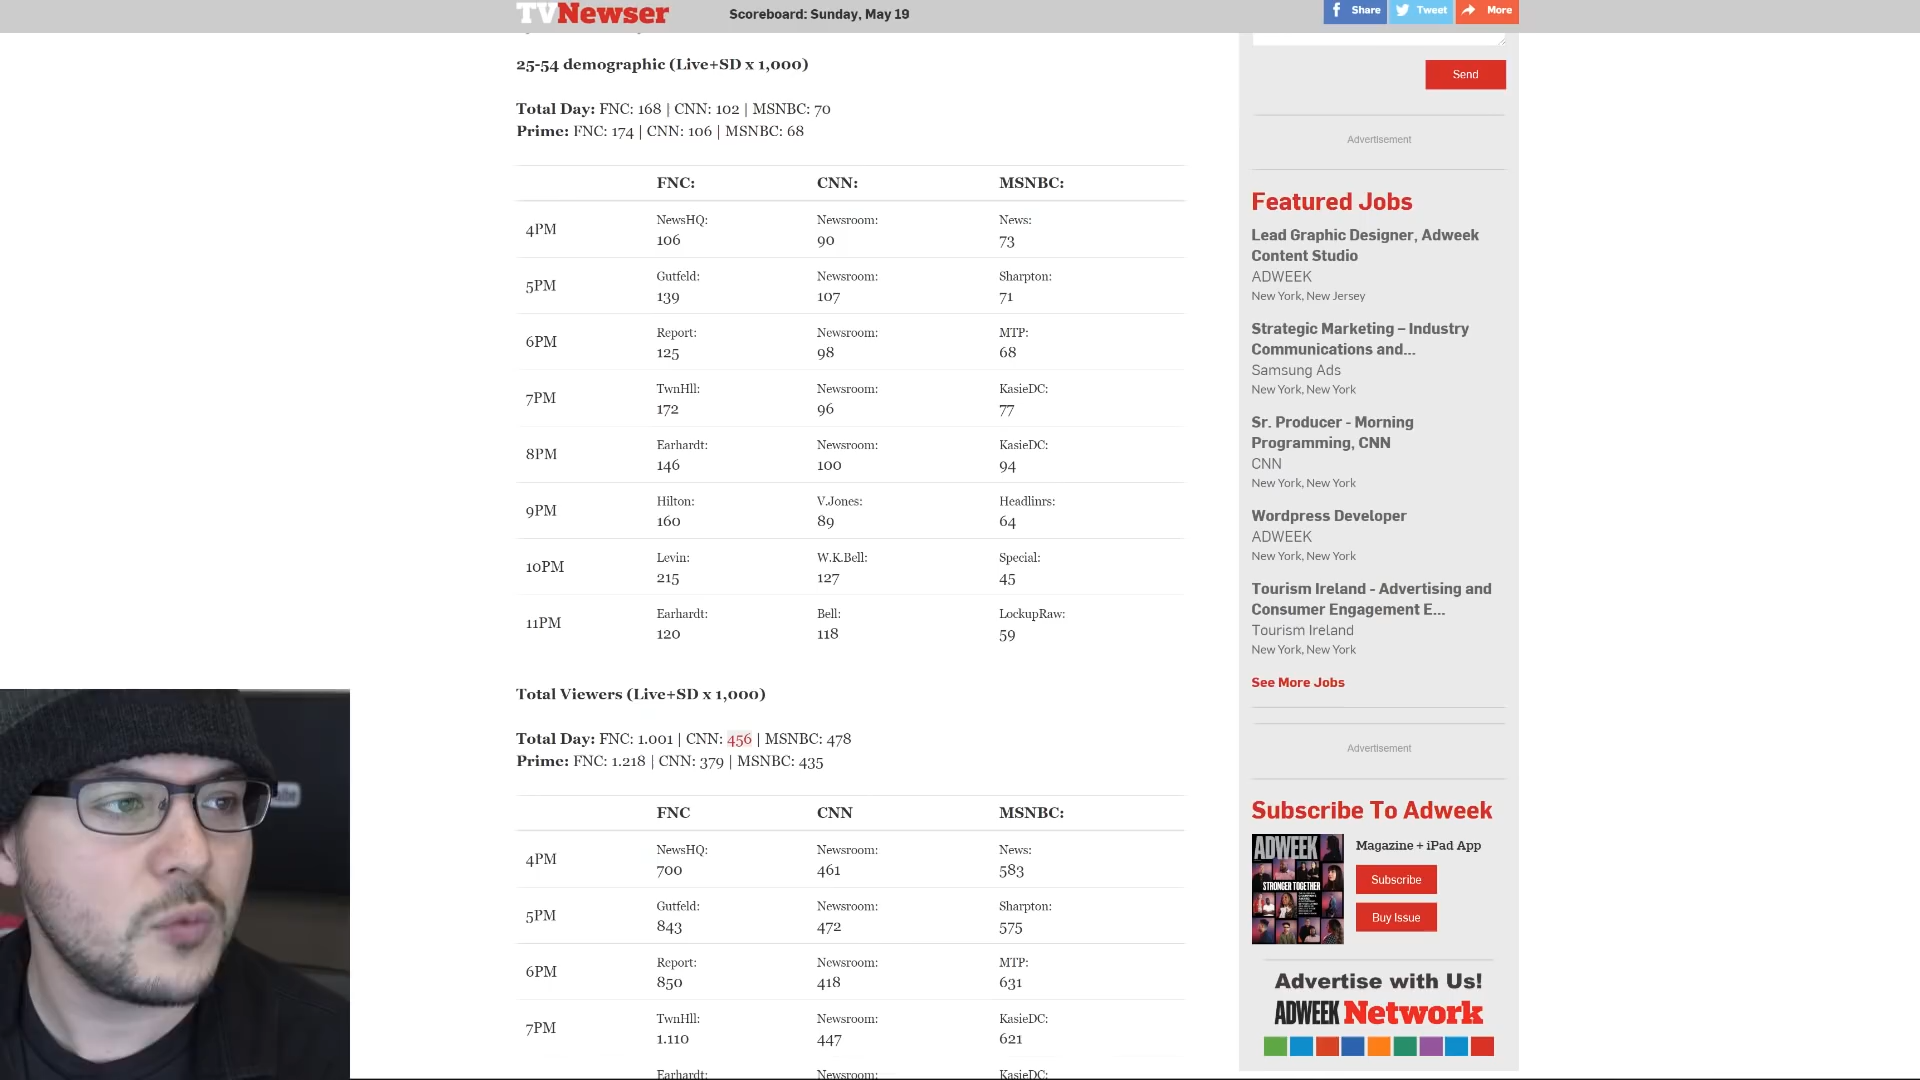 TVNewser
Scoreboard: Sunday, May 19
Share
Tweet
More
25-54 demographic (Live+SD x 1,000)
Total Day: FNC: 168 | CNN: 102 | MSNBC: 70
Prime: FNC: 174 | CNN: 106 | MSNBC: 68
FNC: CNN: MSNBC:
NewsHQ: Newsroom: News:
4PM 106 90 73
Gutfeld: Newsroom: Sharpton:
5PM 139 107 71
Report: Newsroom: MTP:
6PM 125 98 68
TwnHll: Newsroom: KasieDC:
7PM 172 96 77
Earhardt: Newsroom: KasieDC:
8PM 146 100 94
Hilton: V.Jones: Headlinrs:
9PM 160 89 64
Levin: W.K.Bell: Special:
10PM 215 127 45
Earhardt: Bell: LockupRaw:
11PM 120 118 59
Total Viewers (Live+SD x 1,000)
Total Day: FNC: 1.001 | CNN: 456 | MSNBC: 478
Prime: FNC: 1.218 | CNN: 379 | MSNBC: 435
FNC CNN MSNBC:
NewsHQ: Newsroom: News:
4PM 700 461 583
Gutfeld: Newsroom: Sharpton:
5PM 843 472 575
Report: Newsroom: MTP:
6PM 850 418 631
TwnHll: Newsroom: KasieDC:
7PM 1.110 447 621
Earhardt: Newsroom: KasieDC:
Send
Advertisement
Featured Jobs
Lead Graphic Designer, Adweek
Content Studio
ADWEEK
New York, New Jersey
Strategic Marketing – Industry
Communications and...
Samsung Ads
New York, New York
Sr. Producer - Morning
Programming, CNN
CNN
New York, New York
Wordpress Developer
ADWEEK
New York, New York
Tourism Ireland - Advertising and
Consumer Engagement E...
Tourism Ireland
New York, New York
See More Jobs
Advertisement
Subscribe To Adweek
ADWEEK
STRONGER TOGETHER
Magazine + iPad App
Subscribe
Buy Issue
Advertise with Us!
ADWEEK Network